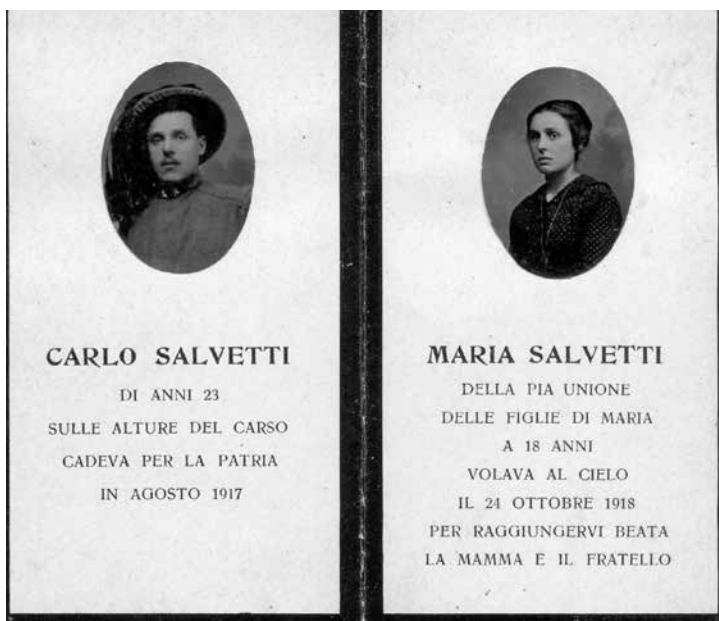 CARLO SALVETTI
DI ANNI 23
SULLE ALTURE DEL CARSO
CADEVA PER LA PATRIA
IN AGOSTO 1917
MARIA SALVETTI
DELLA PIA UNIONE
DELLE FIGLIE DI MARIA
A 18 ANNI
VOLAVA AL CIELO
IL 24 OTTOBRE 1918
PER RAGGIUNGERVI BEATA
LA MAMMA E IL FRATELLO